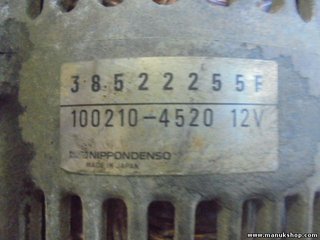 38522255F
100210-4520 12V
NIPPONDENSO
MADE IN JAPAN
www.manukshop.com